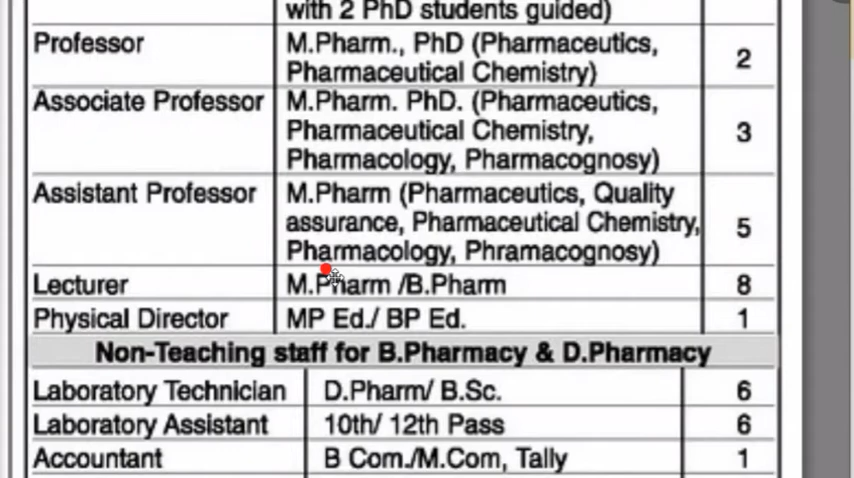 with 2 PhD students guided)
Professor M.Pharm., PhD (Pharmaceutics, 2
Pharmaceutical Chemistry)
Associate Professor M.Pharm. PhD. (Pharmaceutics, 3
Pharmaceutical Chemistry,
Pharmacology, Pharmacognosy)
Assistant Professor M.Pharm (Pharmaceutics, Quality 5
assurance, Pharmaceutical Chemistry,
Pharmacology, Phramacognosy)
Lecturer M.Pharm /B.Pharm 8
Physical Director MP Ed./ BP Ed. 1
Non-Teaching staff for B.Pharmacy & D.Pharmacy
Laboratory Technician D.Pharm/ B.Sc. 6
Laboratory Assistant 10th/ 12th Pass 6
Accountant B Com./M.Com, Tally 1